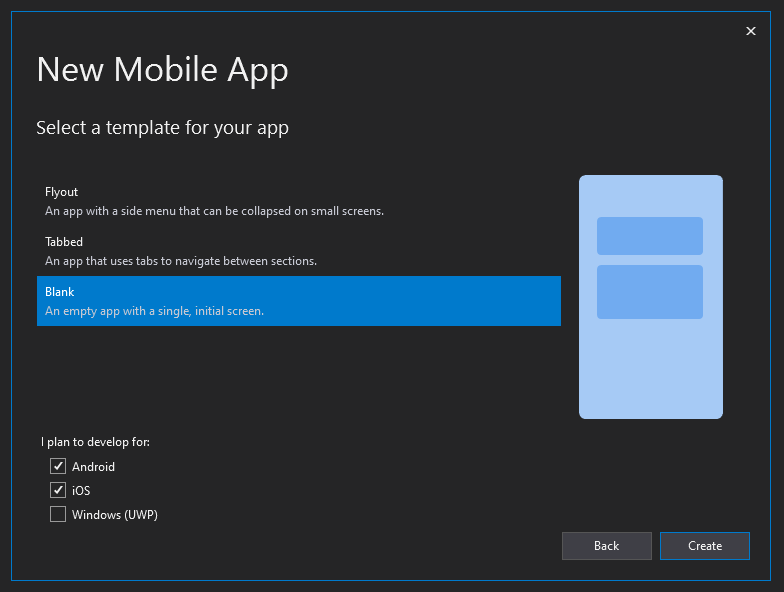 New Mobile App
Select a template for your app
Flyout
An app with a side menu that can be collapsed on small screens.
Tabbed
An app that uses tabs to navigate between sections.
Blank
An empty app with a single, initial screen.
I plan to develop for:
Android
iOS
Windows (UWP)
Back
Create